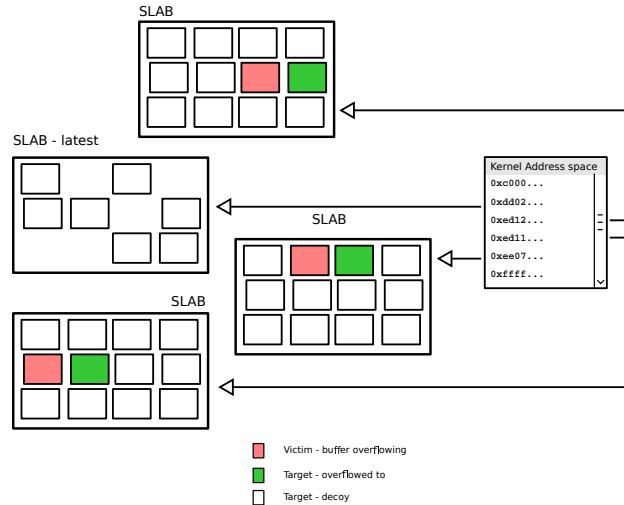 SLAB
SLAB - latest
Kernel Address space
0xc000...
0xdd02...
0xed12...
0xed11...
0xee07...
0xffff...
SLAB
SLAB
Victim - buffer overflowing
Target - overflowed to
Target - decoy